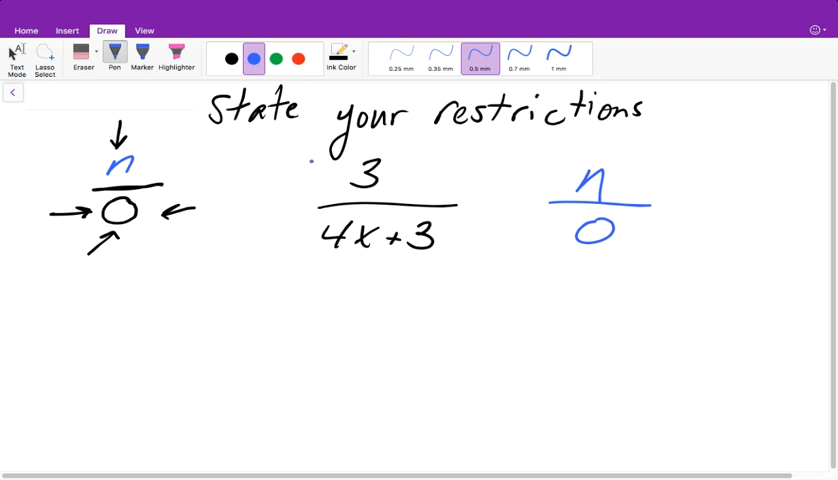 Home Insert Draw View
Text Mode
Lasso Select
Eraser
Pen
Marker
Highlighter
Ink Color
0.25 mm
0.35 mm
0.5 mm
0.7 mm
1 mm
State your restrictions
n
0
3
4x+3
n
0